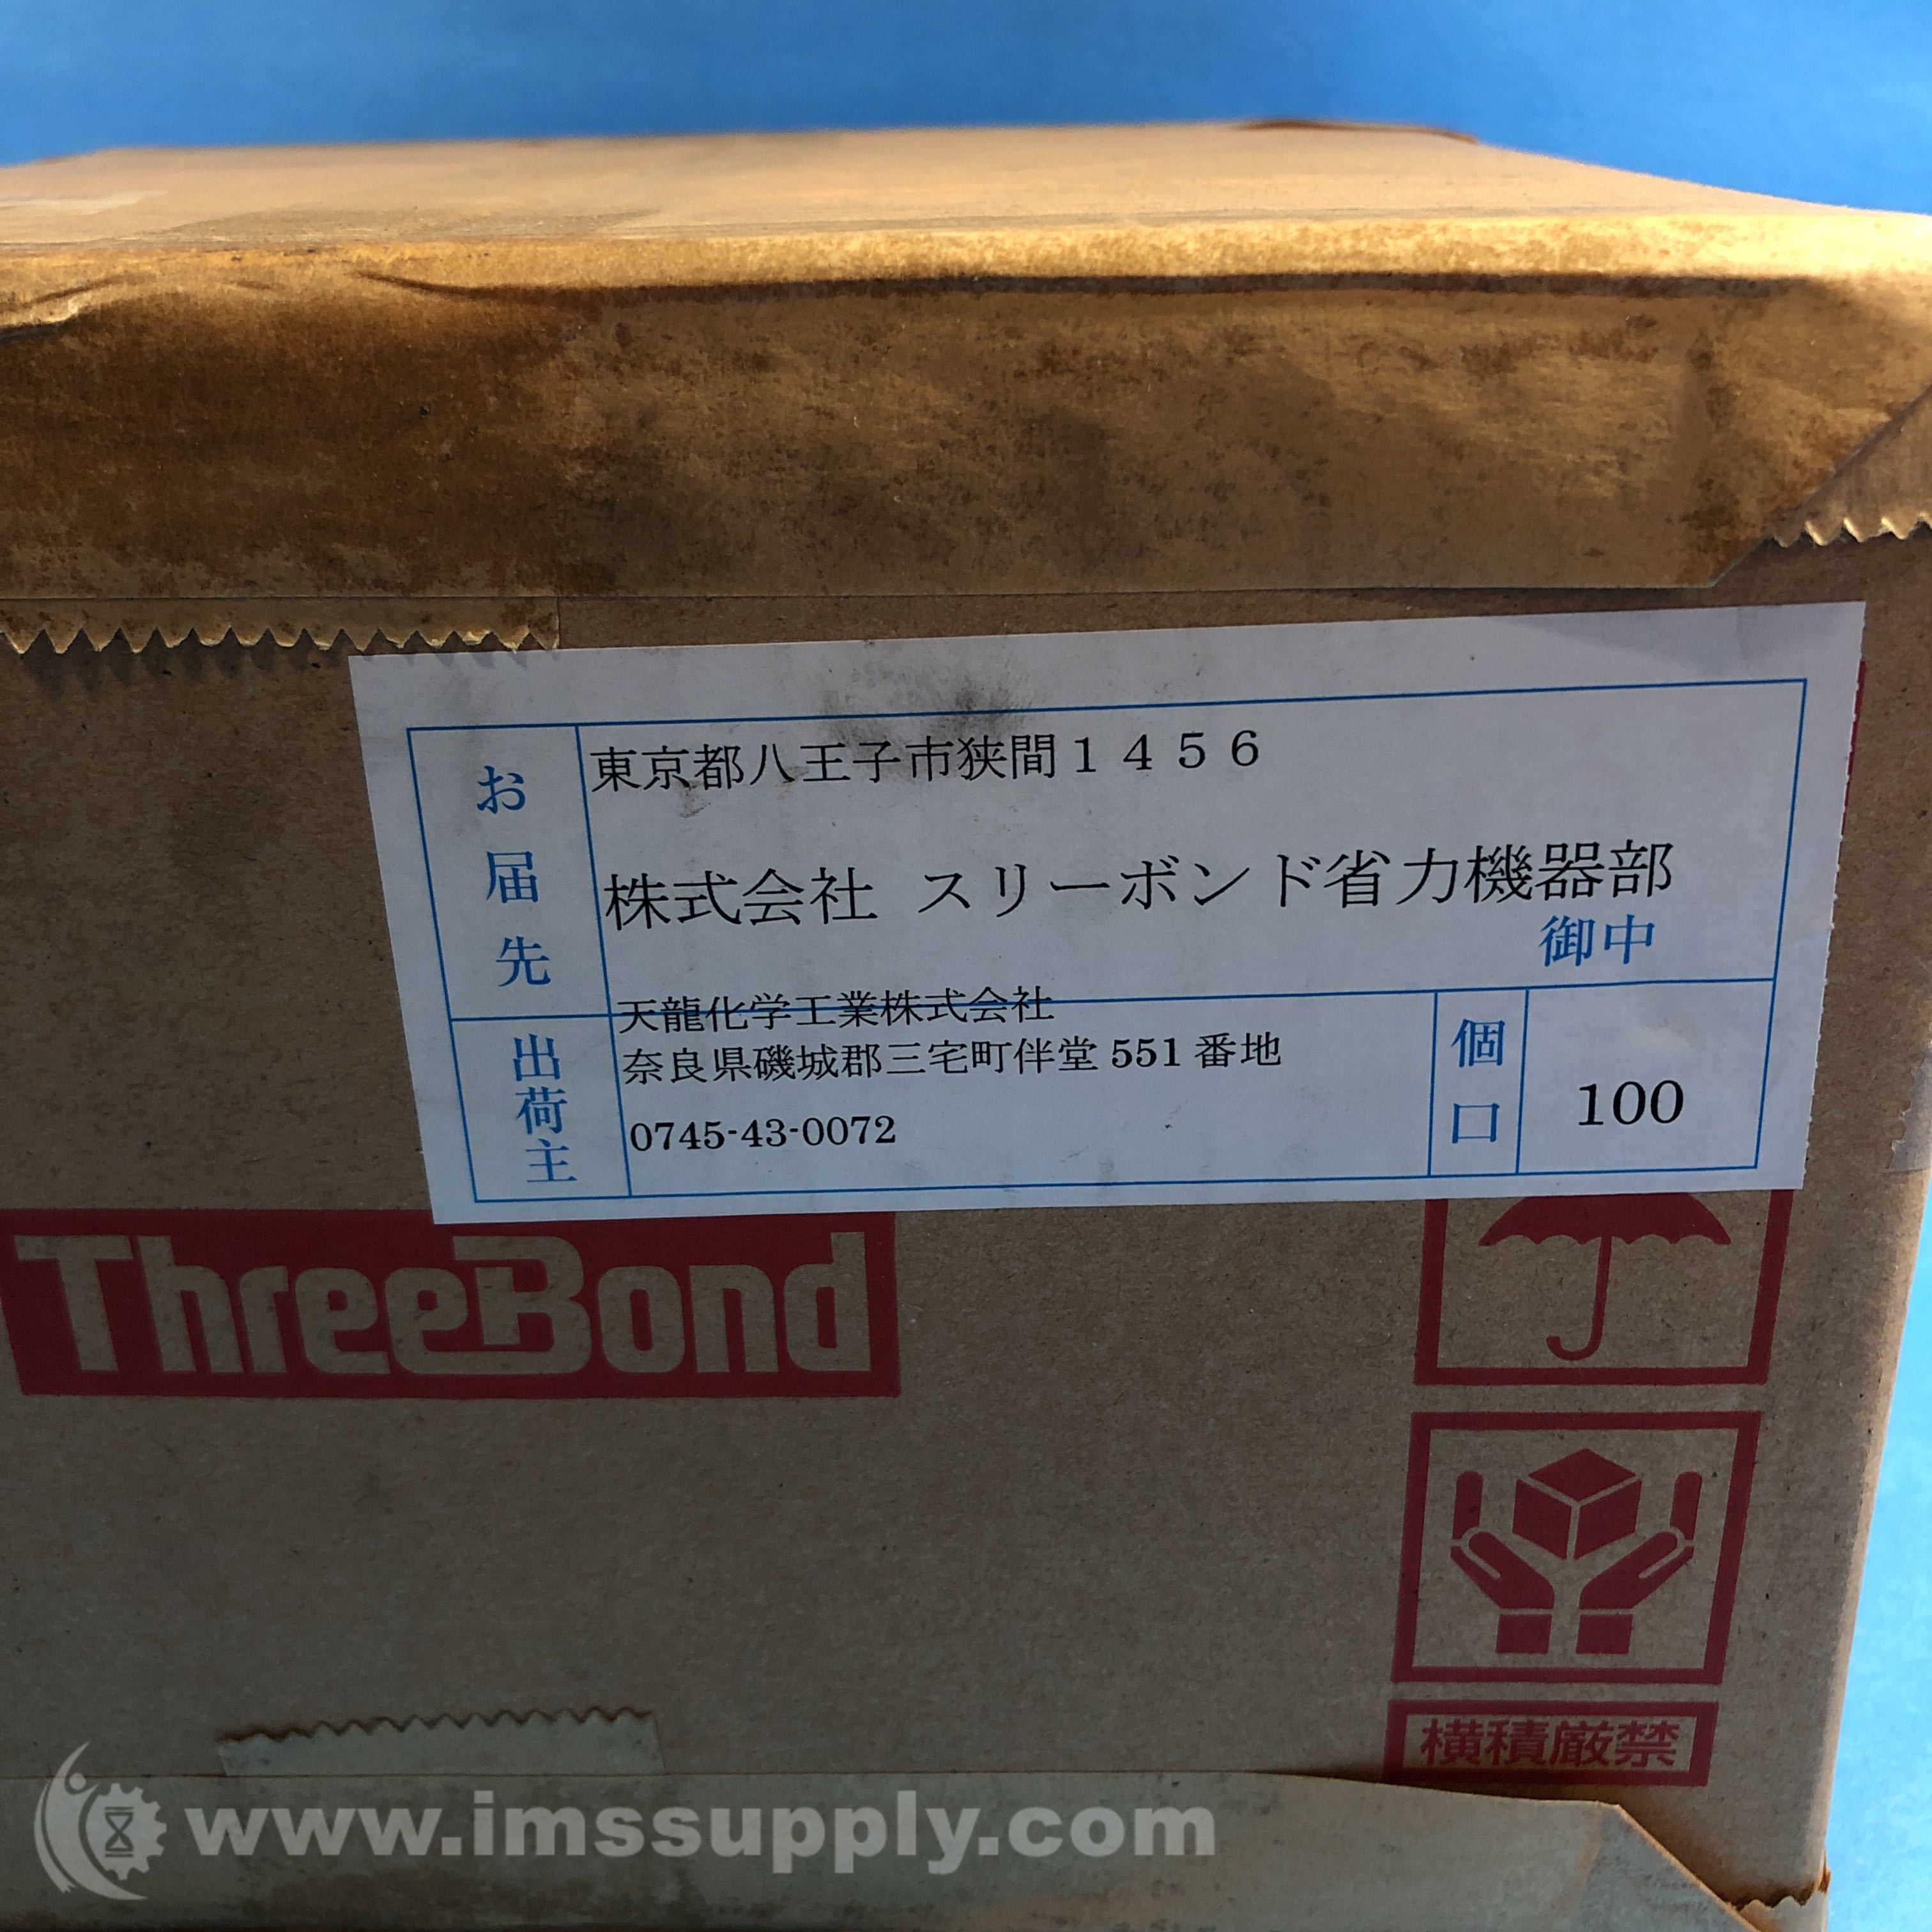 お届先
東京都八王子市狭間１４５６
株式会社 スリーボンド省力機器部
御中
出荷主
天龍化学工業株式会社
奈良県磯城郡三宅町伴堂551番地
0745-43-0072
個口
100
ThreeBond
横積厳禁
www.imssupply.com